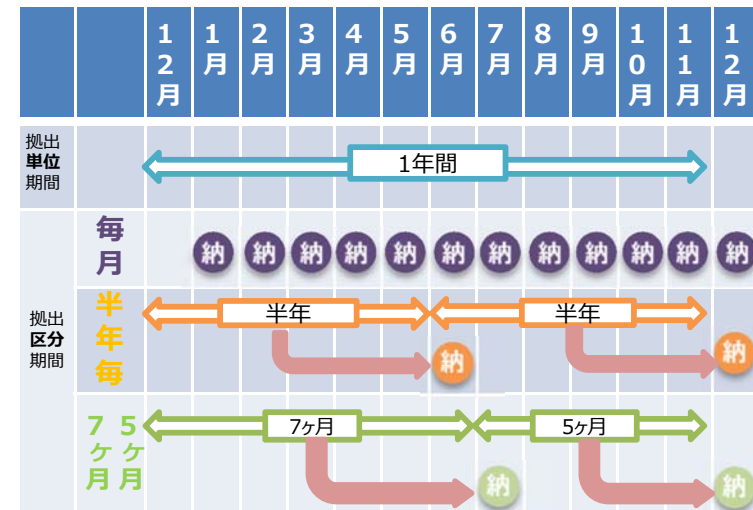 12月 1月 2月 3月 4月 5月 6月 7月 8月 9月 10月 11月 12月
拠出
単位
期間
1年間
毎月
納 納 納 納 納 納 納 納 納 納 納 納
拠出
区分
期間
半年毎
半年 半年
納 納
7ヶ月 5ヶ月
7ヶ月 5ヶ月
納 納